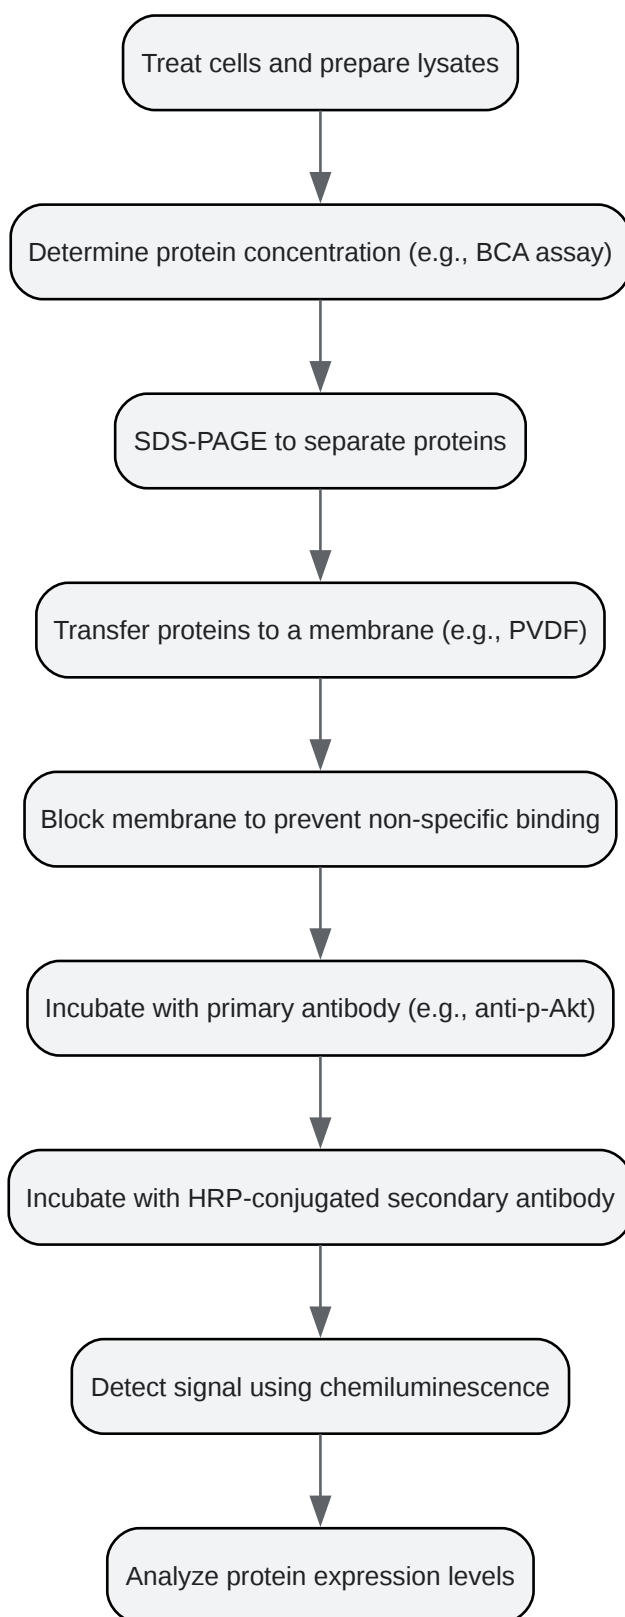 Treat cells and prepare lysates
Determine protein concentration (e.g., BCA assay)
SDS-PAGE to separate proteins
Transfer proteins to a membrane (e.g., PVDF)
Block membrane to prevent non-specific binding
Incubate with primary antibody (e.g., anti-p-Akt)
Incubate with HRP-conjugated secondary antibody
Detect signal using chemiluminescence
Analyze protein expression levels